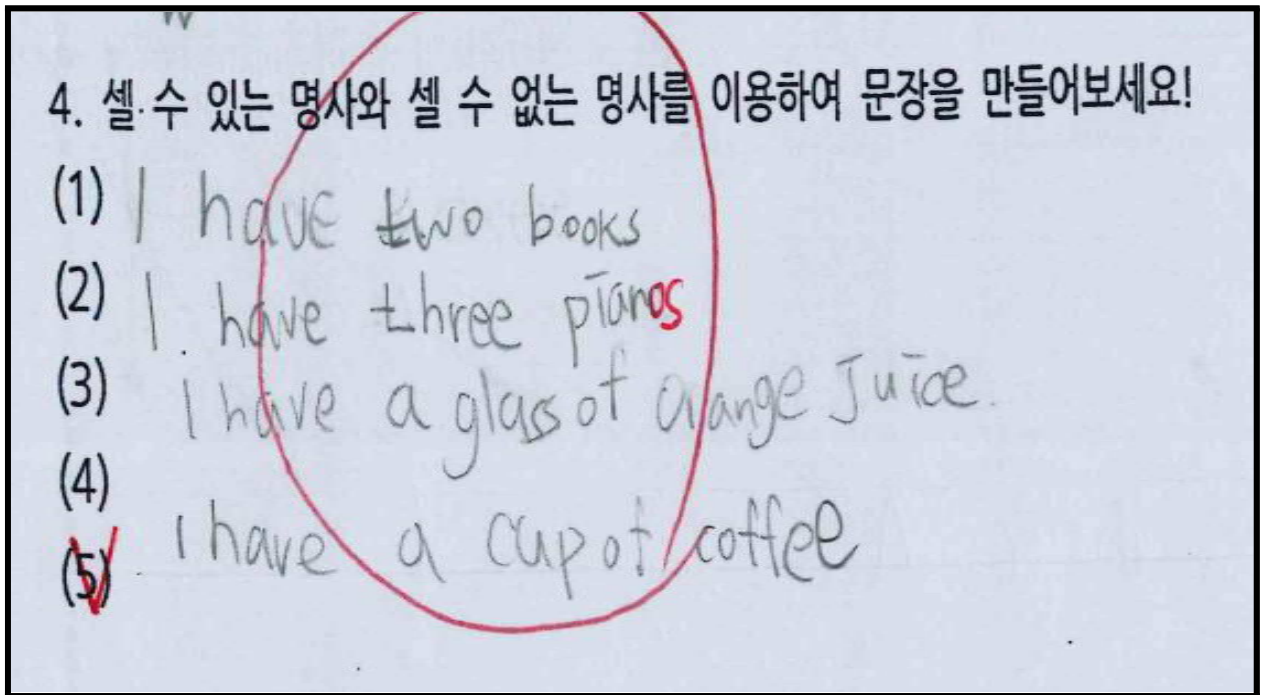 4. 셀 수 있는 명사와 셀 수 없는 명사를 이용하여 문장을 만들어보세요!
(1) I have two books
(2) I have three pianos
(3) I have a glass of orange juice.
(4)
I have a cup of coffee
(5)